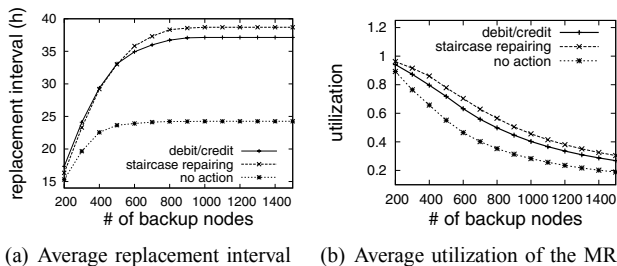 replacement interval (h)
40
35
30
25
20
15
debit/credit
staircase repairing
no action
200 400 600 800 1000 1200 1400
# of backup nodes
(a) Average replacement interval
utilization
1.2
1
0.8
0.6
0.4
0.2
debit/credit
staircase repairing
no action
200 400 600 800 1000 1200 1400
# of backup nodes
(b) Average utilization of the MR